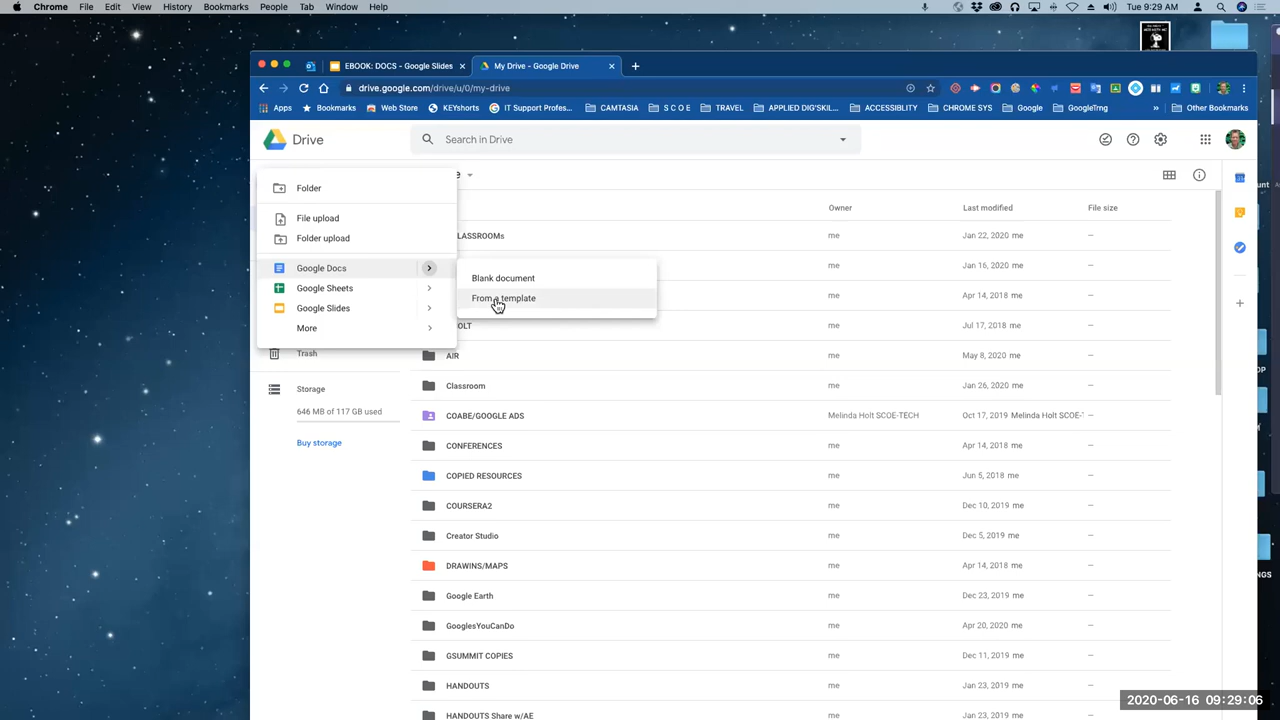 Chrome File Edit View History Bookmarks People Tab Window Help Tue 9:29 AM
EBOOK: DOCS - Google Slides My Drive - Google Drive
drive.google.com/drive/u/0/my-drive
Apps Bookmarks Web Store KEYshorts IT Support Profes... CAMTASIA S C O E TRAVEL APPLIED DIG'SKIL... ACCESSIBLITY CHROME SYS Google GoogleTrng » Other Bookmarks
Drive Search in Drive
Folder
File upload
Folder upload
Google Docs
Google Sheets
Google Slides
More
Blank document
From a template
Trash
Storage
646 MB of 117 GB used
Buy storage
Owner Last modified File size
LASSROOMs me Jan 22, 2020 me –
me Jan 16, 2020 me –
me Apr 14, 2018 me –
OLT me Jul 17, 2018 me –
AIR me May 8, 2020 me –
Classroom me Jan 26, 2020 me –
COABE/GOOGLE ADS Melinda Holt SCOE-TECH Oct 17, 2019 Melinda Holt SCOE-T –
CONFERENCES me Apr 14, 2018 me –
COPIED RESOURCES me Jun 5, 2018 me –
COURSERA2 me Dec 10, 2019 me –
Creator Studio me Dec 5, 2019 me –
DRAWINS/MAPS me Apr 14, 2018 me –
Google Earth me Dec 23, 2019 me –
GooglesYouCanDo me Apr 20, 2020 me –
GSUMMIT COPIES me Dec 11, 2019 me –
HANDOUTS me Jan 23, 2019 me –
HANDOUTS Share w/AE me Jan 23, 2019 me –
2020-06-16 09:29:06